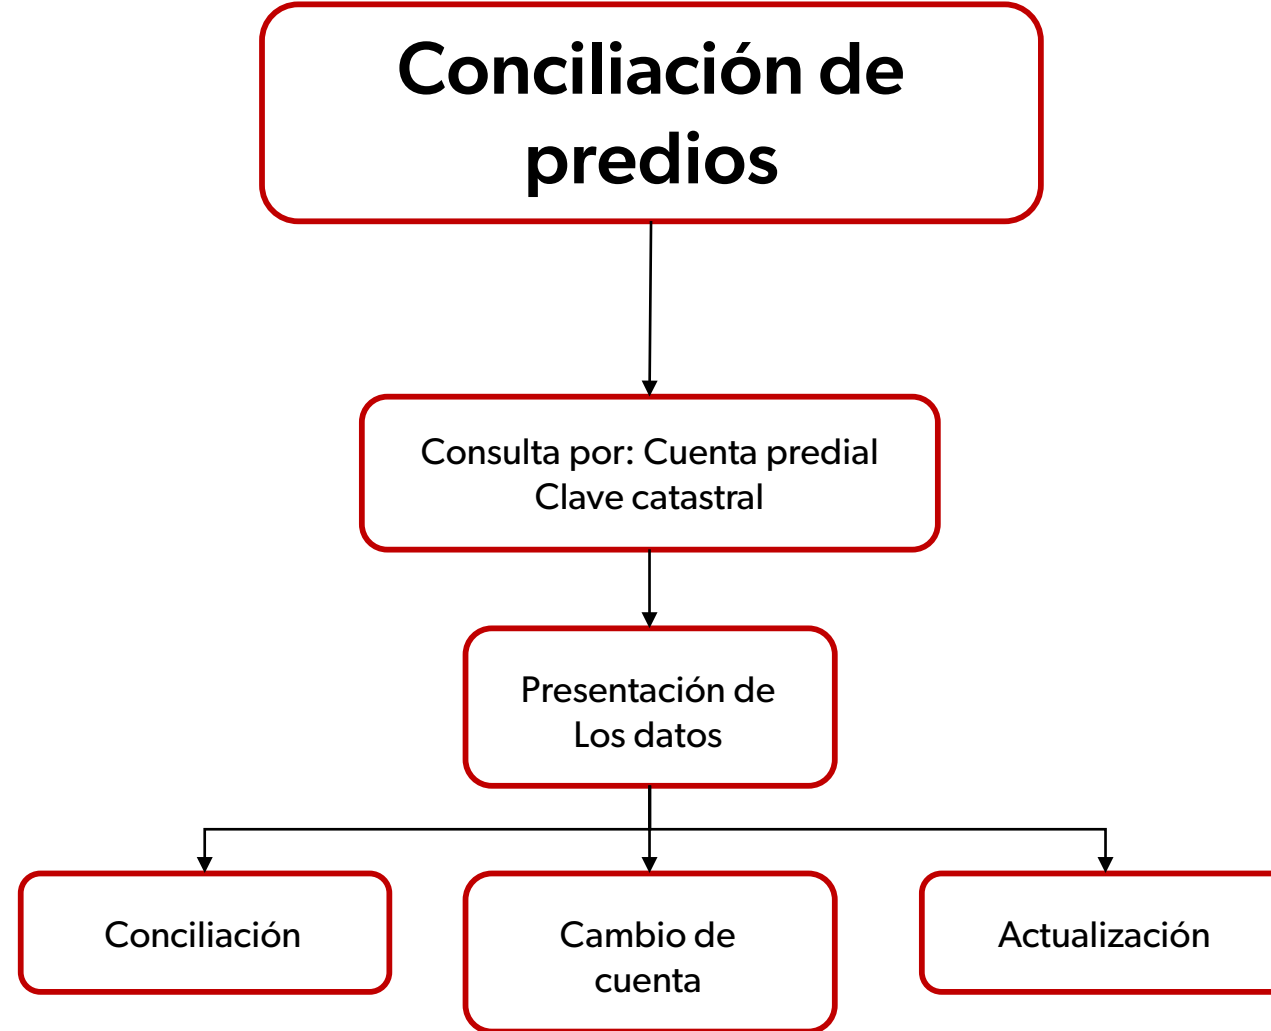 Conciliación de
predios
Consulta por: Cuenta predial
Clave catastral
Presentación de
Los datos
Conciliación
Cambio de
cuenta
Actualización